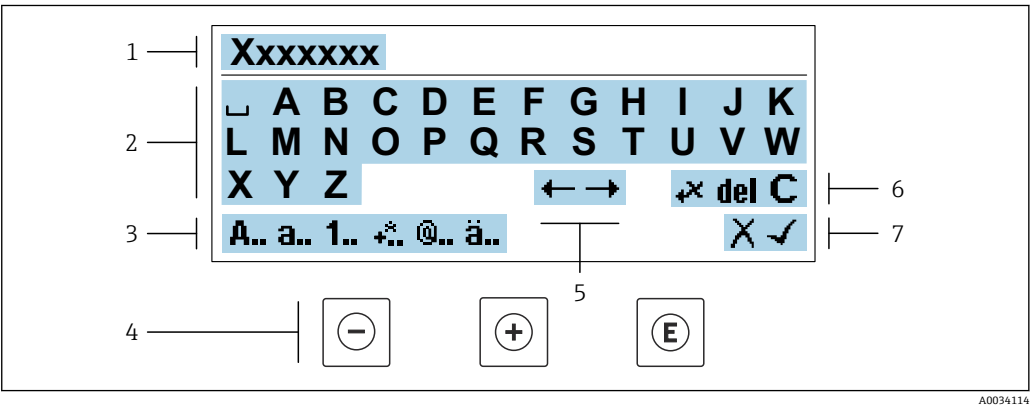 1 Xxxxxxx
␣ A B C D E F G H I J K
2 L M N O P Q R S T U V W
X Y Z ← → del C 6
3 A.. a.. 1.. @.. ä.. X ✓ 7
5
4 − + E
A0034114